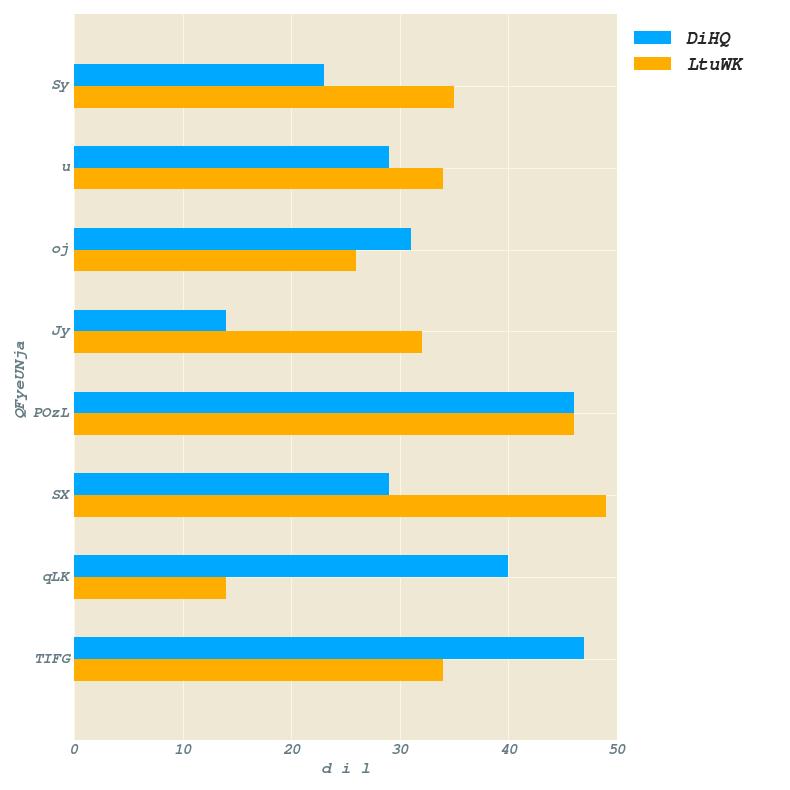 DiHQ
LtuWK
Sy
u
oj
Jy
POzL
SX
qLK
TIFG
QFyeUNja
0 10 20 30 40 50
d i l